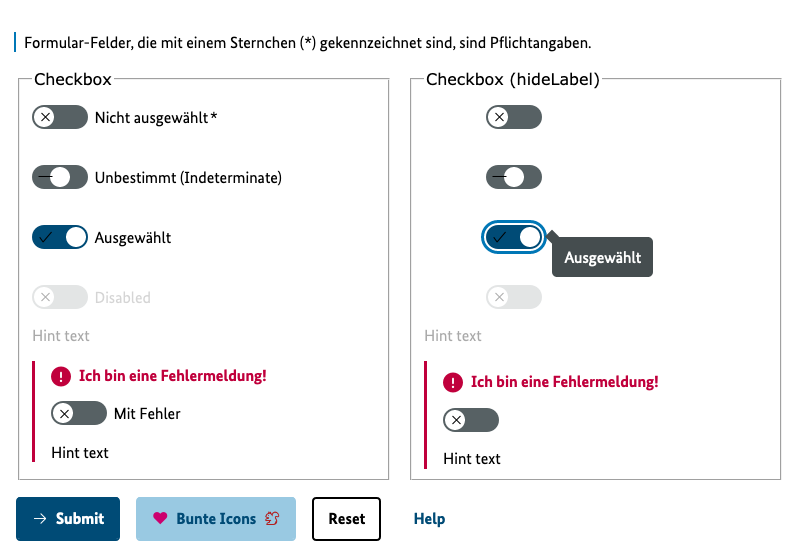 Formular-Felder, die mit einem Sternchen (*) gekennzeichnet sind, sind Pflichtangaben.
Checkbox
Nicht ausgewählt*
Unbestimmt (Indeterminate)
Ausgewählt
Disabled
Hint text
Ich bin eine Fehlermeldung!
Mit Fehler
Hint text
Checkbox (hideLabel)
Ausgewählt
Hint text
Ich bin eine Fehlermeldung!
Hint text
Submit
Bunte Icons
Reset
Help